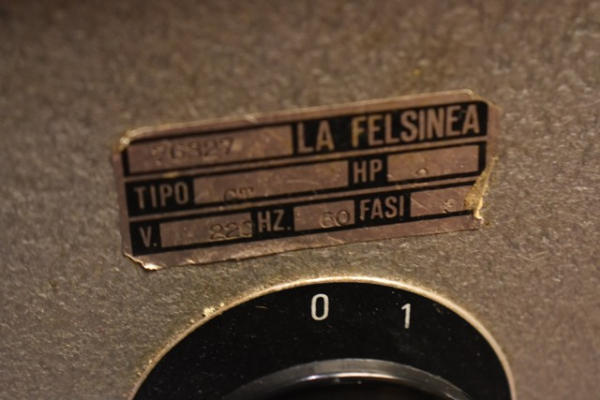 76327 LA FELSINEA
TIPO HP
V. 220 HZ. 60 FASI
0 1